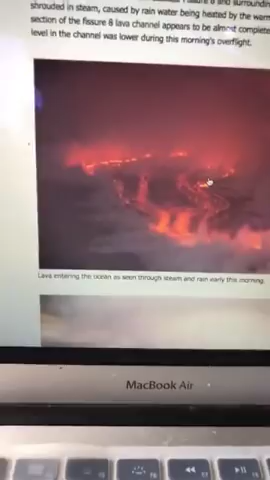 shrouded in steam, caused by rain water being heated by the warm
section of the fissure 8 lava channel appears to be almost complete
level in the channel was lower during this morning's overflight.
Lava entering the ocean as seen through steam and rain early this morning.
MacBook Air